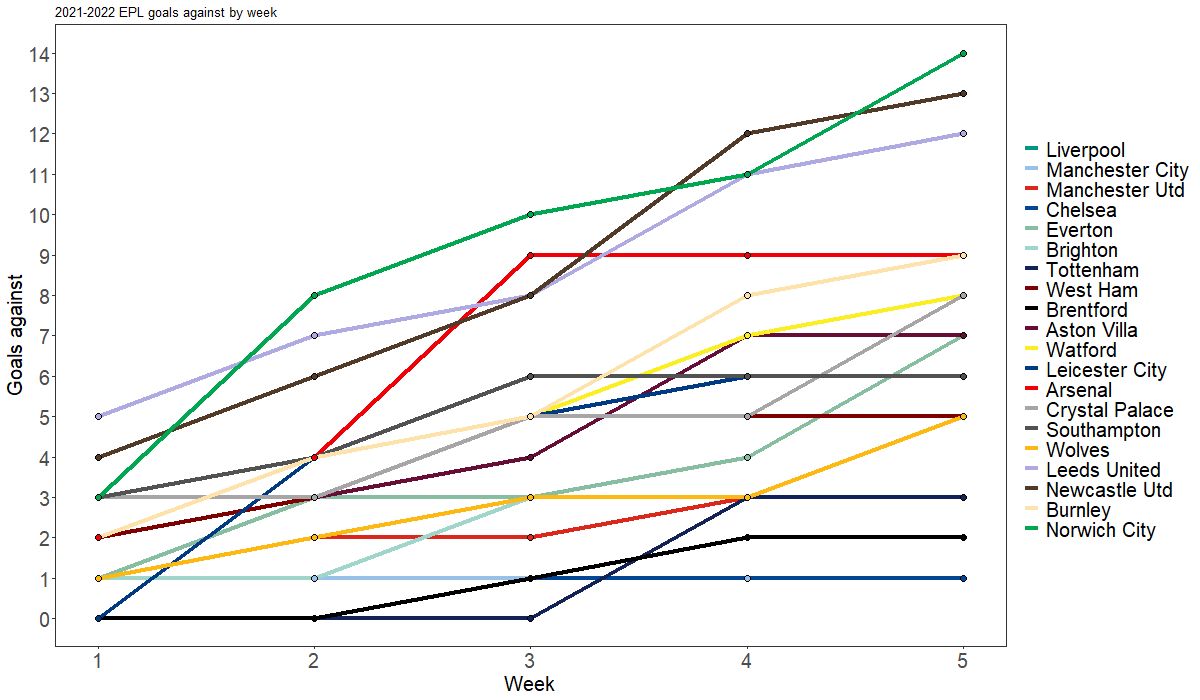 2021-2022 EPL goals against by week
Goals against
14
13
12
11
10
9
8
7
6
5
4
3
2
1
0
1 2 3 4 5
Week
Liverpool
Manchester City
Manchester Utd
Chelsea
Everton
Brighton
Tottenham
West Ham
Brentford
Aston Villa
Watford
Leicester City
Arsenal
Crystal Palace
Southampton
Wolves
Leeds United
Newcastle Utd
Burnley
Norwich City